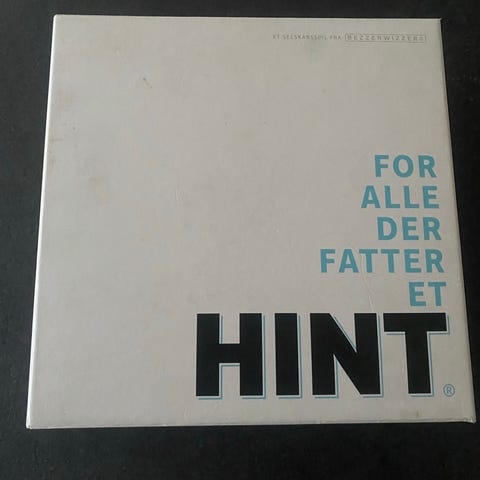 ET SELSKABSSPIL FRA BEZZERWIZZER®
FOR
ALLE
DER
FATTER
ET
HINT®